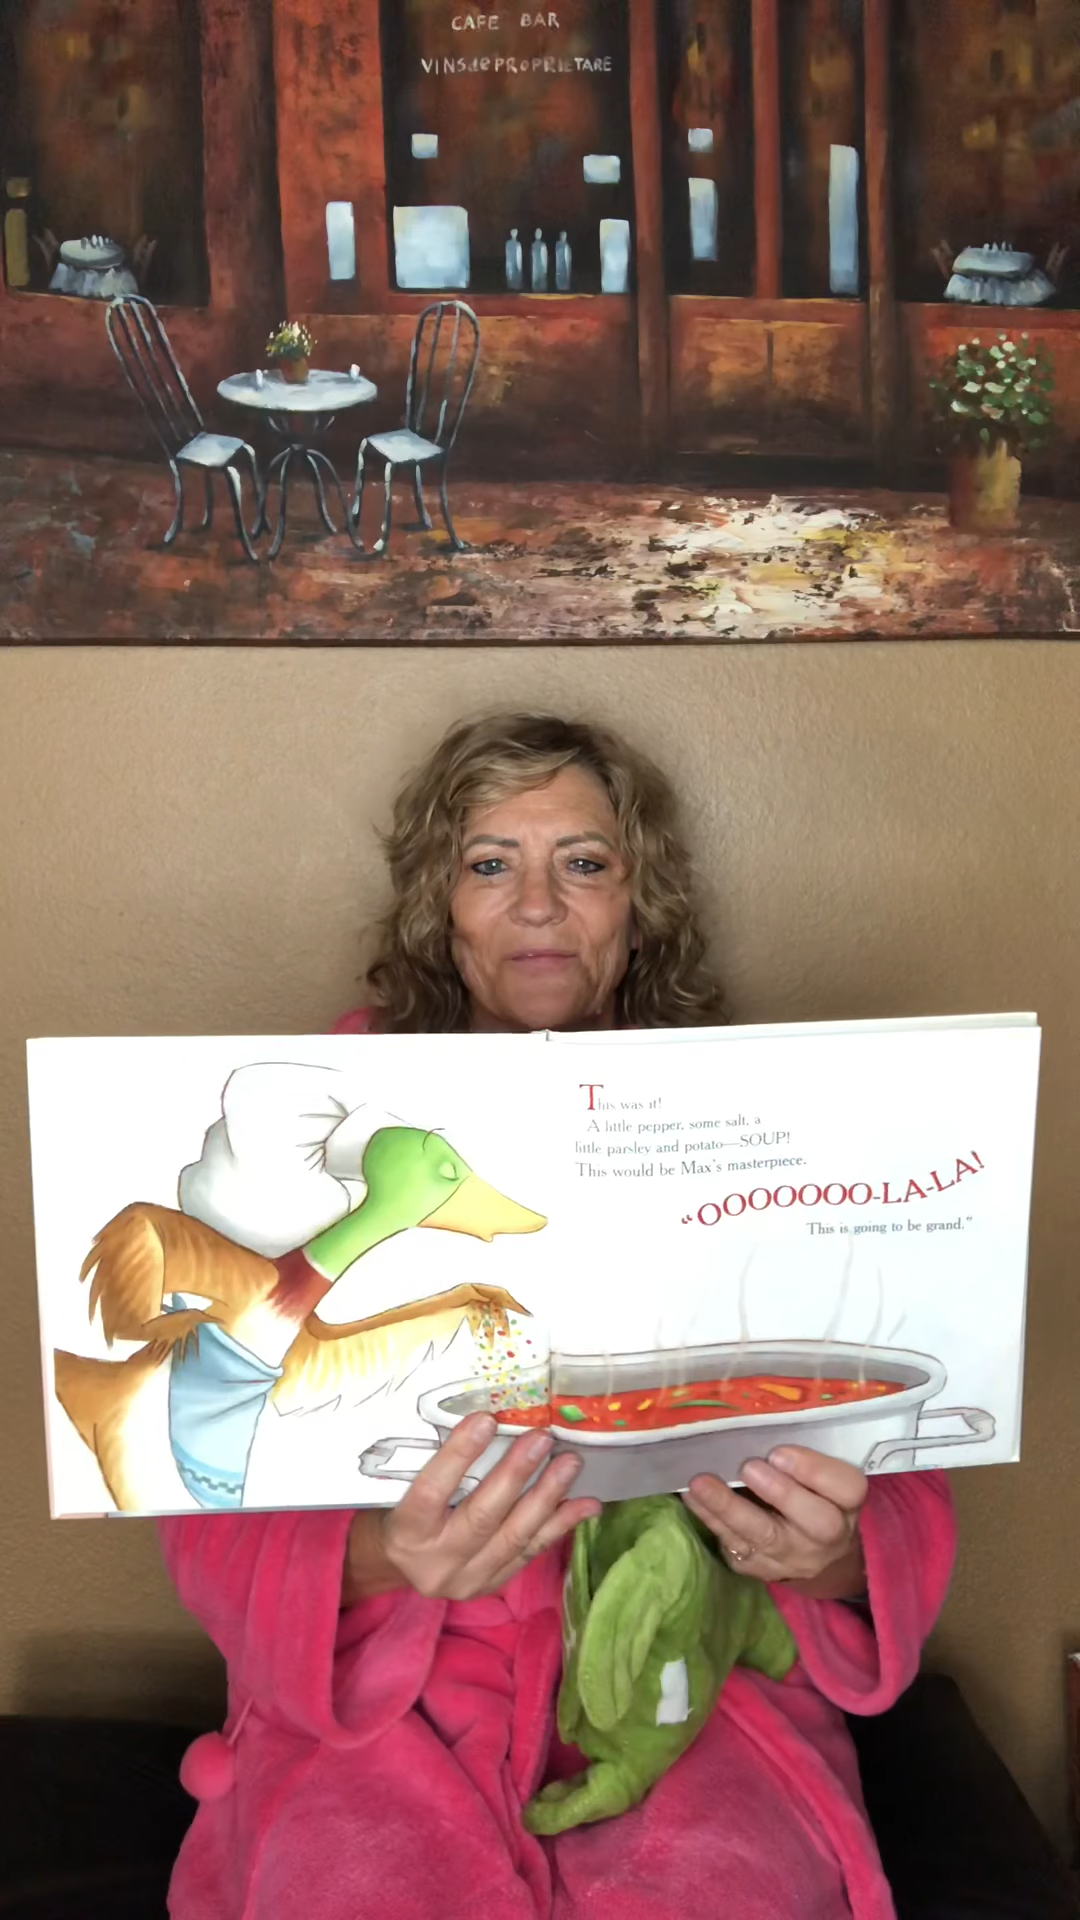 CAFE BAR
VINSdePROPRIETARE
This was it!
A little pepper, some salt, a
little parsley and potato—SOUP!
This would be Max's masterpiece.
"OOOOOOO-LA-LA!
This is going to be grand."